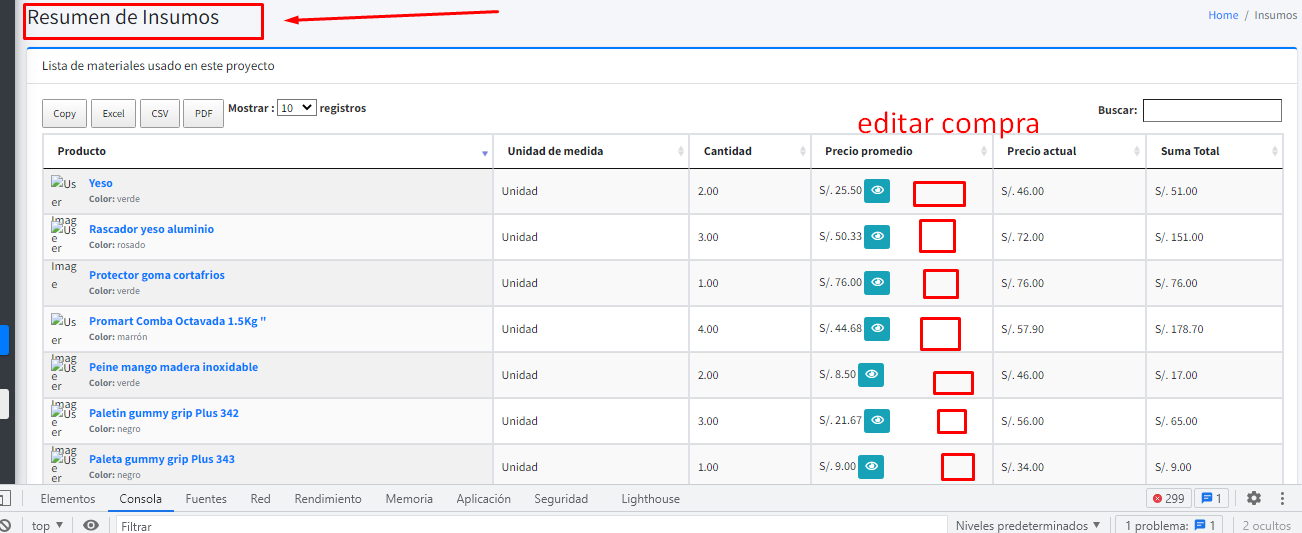 Resumen de Insumos
Home / Insumos
Lista de materiales usado en este proyecto
Copy Excel CSV PDF Mostrar : 10 registros Buscar:
editar compra
Producto Unidad de medida Cantidad Precio promedio Precio actual Suma Total
User Image Yeso Unidad 2.00 S/. 25.50 S/. 46.00 S/. 51.00
Color: verde
User Image Rascador yeso aluminio Unidad 3.00 S/. 50.33 S/. 72.00 S/. 151.00
Color: rosado
Protector goma cortafrios Unidad 1.00 S/. 76.00 S/. 76.00 S/. 76.00
Color: verde
User Image Promart Comba Octavada 1.5Kg " Unidad 4.00 S/. 44.68 S/. 57.90 S/. 178.70
Color: marrón
User Image Peine mango madera inoxidable Unidad 2.00 S/. 8.50 S/. 46.00 S/. 17.00
Color: verde
User Image Paletin gummy grip Plus 342 Unidad 3.00 S/. 21.67 S/. 56.00 S/. 65.00
Color: negro
User Paleta gummy grip Plus 343 Unidad 1.00 S/. 9.00 S/. 34.00 S/. 9.00
Color: negro
Elementos Consola Fuentes Red Rendimiento Memoria Aplicación Seguridad Lighthouse 299 1
top Filtrar Niveles predeterminados 1 problema: 1 2 ocultos